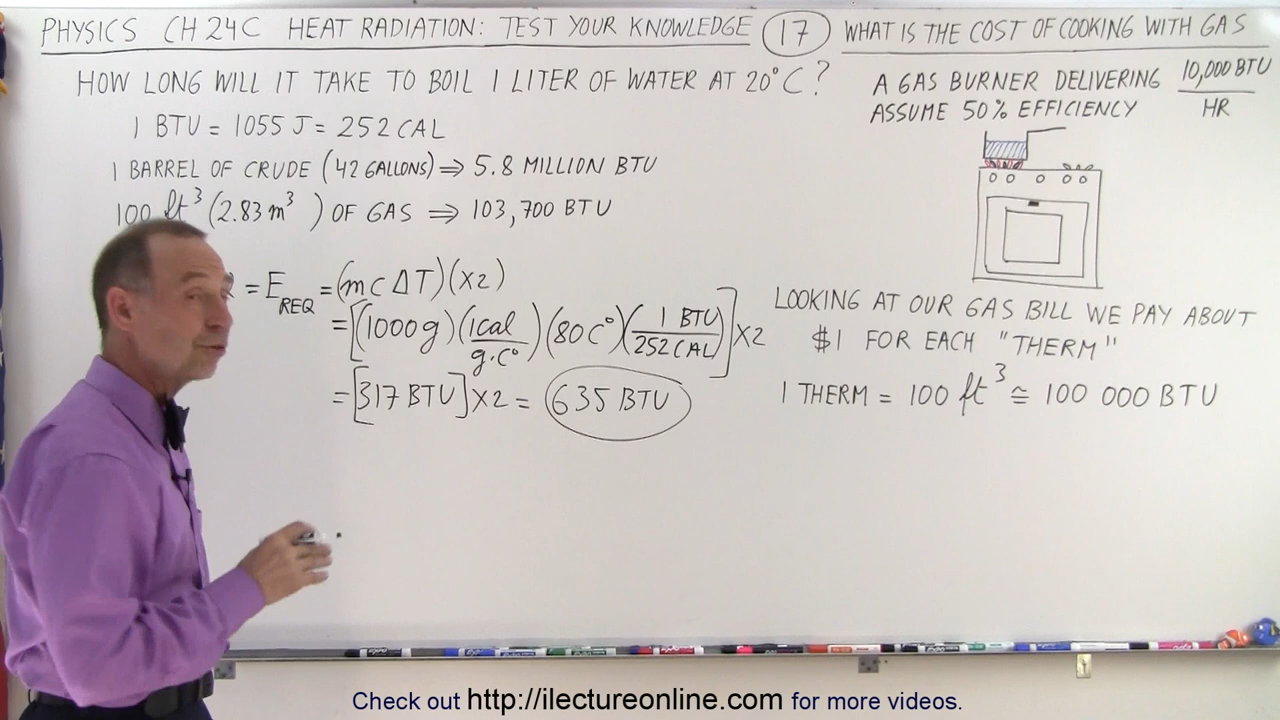 PHYSICS CH 24C HEAT RADIATION: TEST YOUR KNOWLEDGE 17 WHAT IS THE COST OF COOKING WITH GAS
HOW LONG WILL IT TAKE TO BOIL 1 LITER OF WATER AT 20°C?
1 BTU = 1055 J = 252 CAL
1 BARREL OF CRUDE (42 GALLONS) ⇒ 5.8 MILLION BTU
100 ft³ (2.83 m³ ) OF GAS ⇒ 103,700 BTU
= E_REQ = (mcΔT)(X2)
= [(1000g)(1cal/g·C°)(80C°)(1 BTU/252CAL)]X2
= [317 BTU]X2 = 635 BTU
A GAS BURNER DELIVERING 10,000 BTU/HR
ASSUME 50% EFFICIENCY
LOOKING AT OUR GAS BILL WE PAY ABOUT
$1 FOR EACH "THERM"
1 THERM = 100 ft³ ≅ 100 000 BTU
Check out http://ilectureonline.com for more videos.